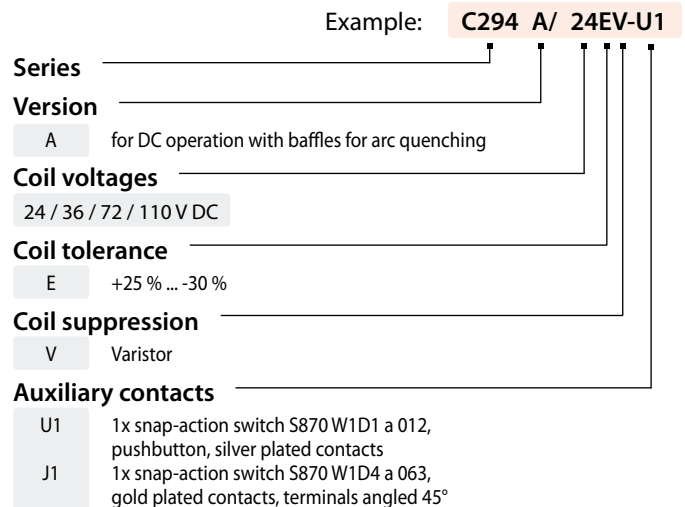 Example: C294 A/ 24EV-U1
Series
Version
A for DC operation with baffles for arc quenching
Coil voltages
24 / 36 / 72 / 110 V DC
Coil tolerance
E +25 % ... -30 %
Coil suppression
V Varistor
Auxiliary contacts
U1 1x snap-action switch S870 W1D1 a 012,
pushbutton, silver plated contacts
J1 1x snap-action switch S870 W1D4 a 063,
gold plated contacts, terminals angled 45°